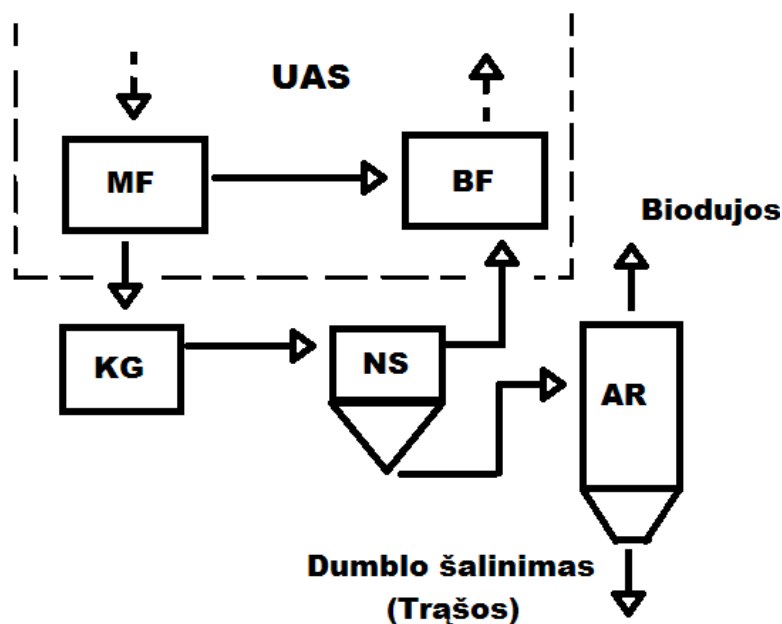 UAS
MF
BF
Biodujos
KG
NS
AR
Dumblo šalinimas
(Trąšos)